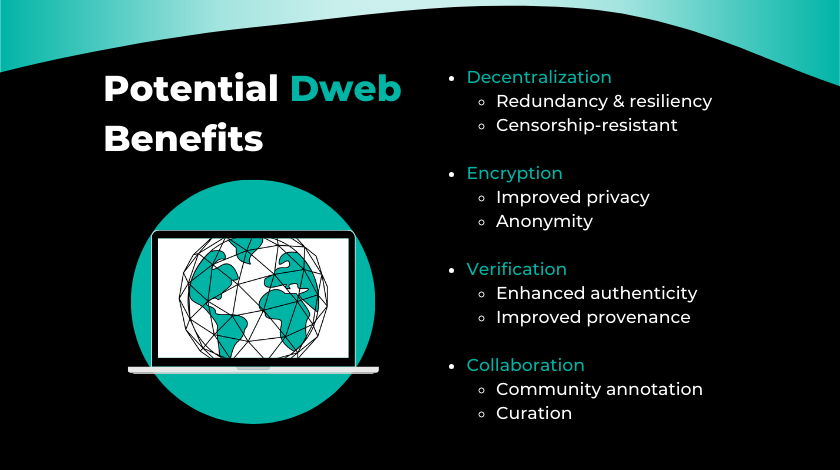 Potential Dweb
Benefits
• Decentralization
◦ Redundancy & resiliency
◦ Censorship-resistant
• Encryption
◦ Improved privacy
◦ Anonymity
• Verification
◦ Enhanced authenticity
◦ Improved provenance
• Collaboration
◦ Community annotation
◦ Curation